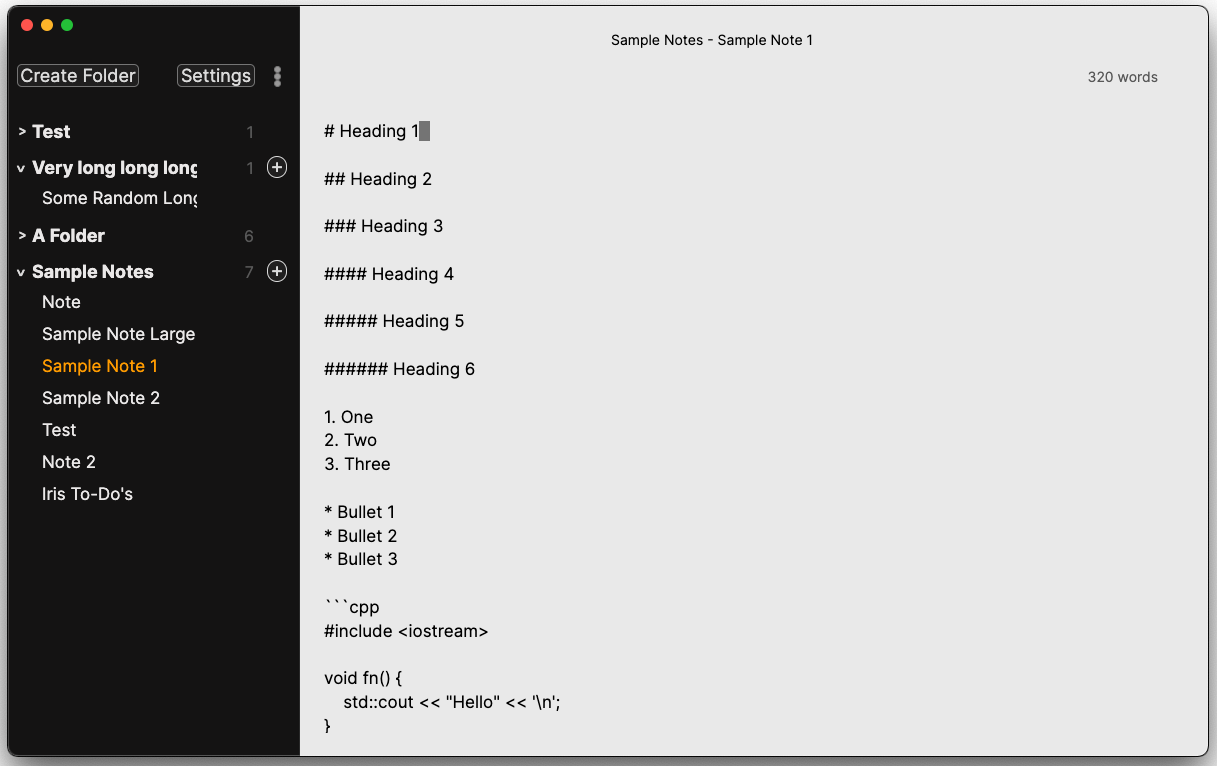 Sample Notes - Sample Note 1
Create Folder
Settings
320 words
> Test 1
v Very long long long 1 +
Some Random Long
> A Folder 6
v Sample Notes 7 +
Note
Sample Note Large
Sample Note 1
Sample Note 2
Test
Note 2
Iris To-Do's
# Heading 1
## Heading 2
### Heading 3
#### Heading 4
##### Heading 5
###### Heading 6
1. One
2. Two
3. Three
* Bullet 1
* Bullet 2
* Bullet 3
```cpp
#include <iostream>
void fn() {
    std::cout << "Hello" << '\n';
}